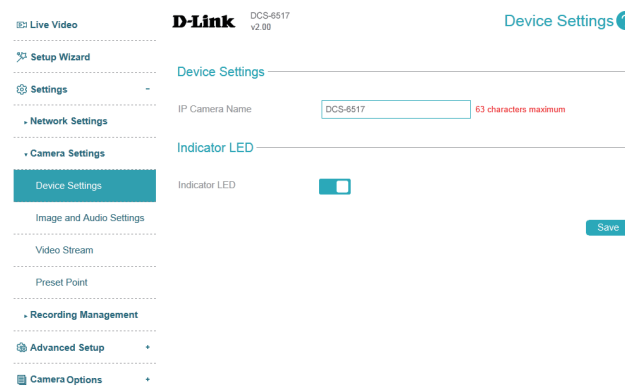 Live Video
Setup Wizard
Settings -
Network Settings
Camera Settings
Device Settings
Image and Audio Settings
Video Stream
Preset Point
Recording Management
Advanced Setup +
Camera Options +
D-Link DCS-6517
v2.00
Device Settings ?
Device Settings
IP Camera Name DCS-6517 63 characters maximum
Indicator LED
Indicator LED
Save